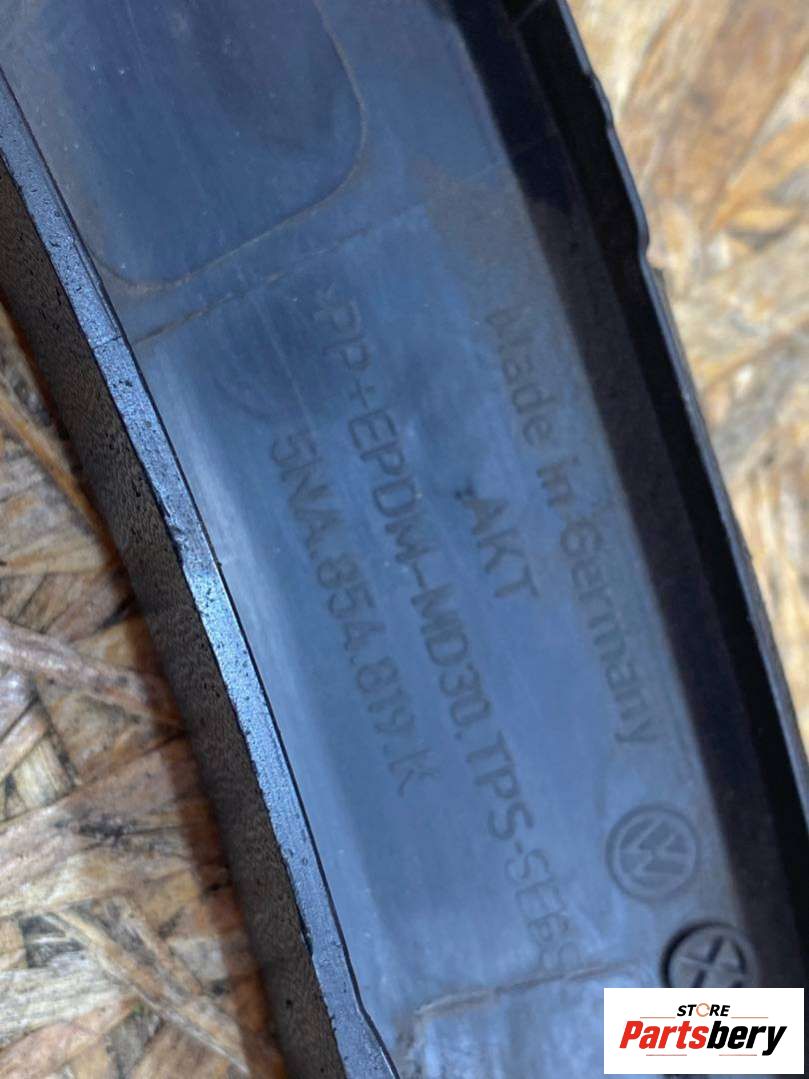 Made in Germany
AKT
>PP+EPDM-MD30.TPS-SEBS
5NA.854.819.K
STORE
Partsbery